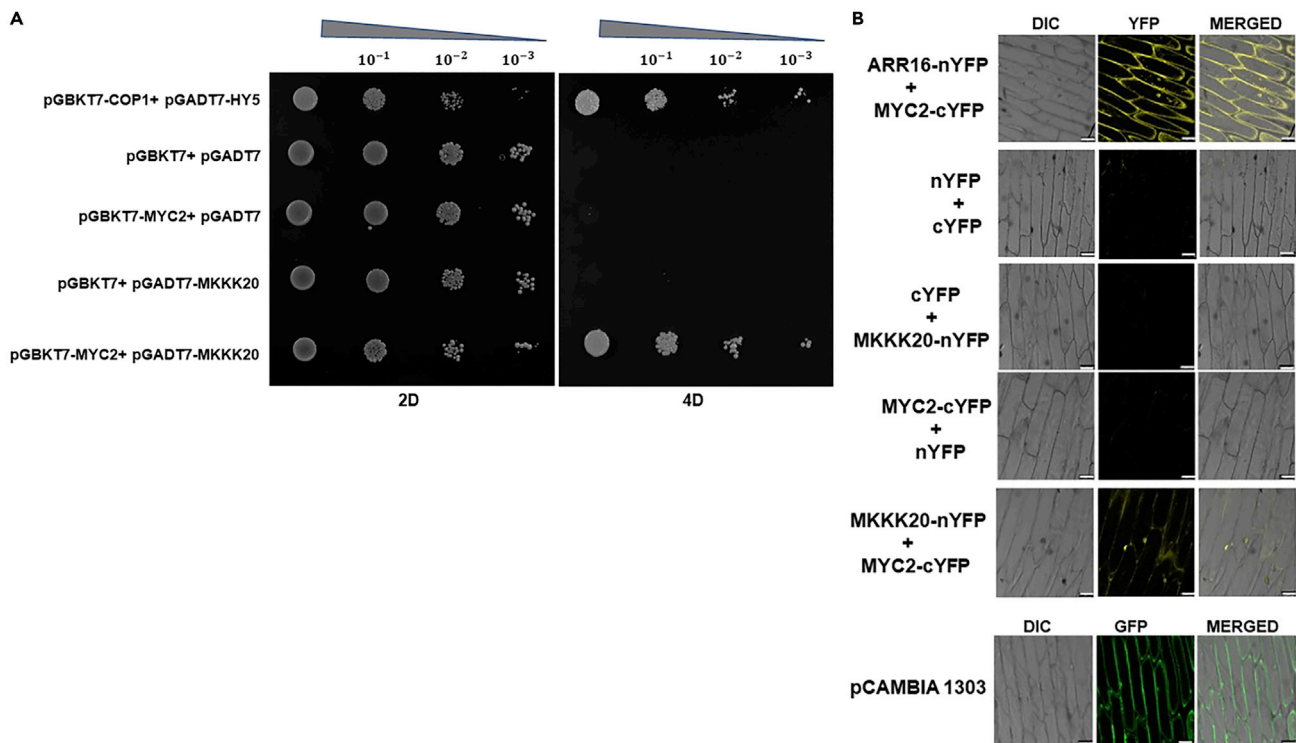 A
10⁻¹ 10⁻² 10⁻³ 10⁻¹ 10⁻² 10⁻³
pGBKT7-COP1+ pGADT7-HY5
pGBKT7+ pGADT7
pGBKT7-MYC2+ pGADT7
pGBKT7+ pGADT7-MKKK20
pGBKT7-MYC2+ pGADT7-MKKK20
2D 4D
B
DIC YFP MERGED
ARR16-nYFP
+
MYC2-cYFP
nYFP
+
cYFP
cYFP
+
MKKK20-nYFP
MYC2-cYFP
+
nYFP
MKKK20-nYFP
+
MYC2-cYFP
DIC GFP MERGED
pCAMBIA 1303